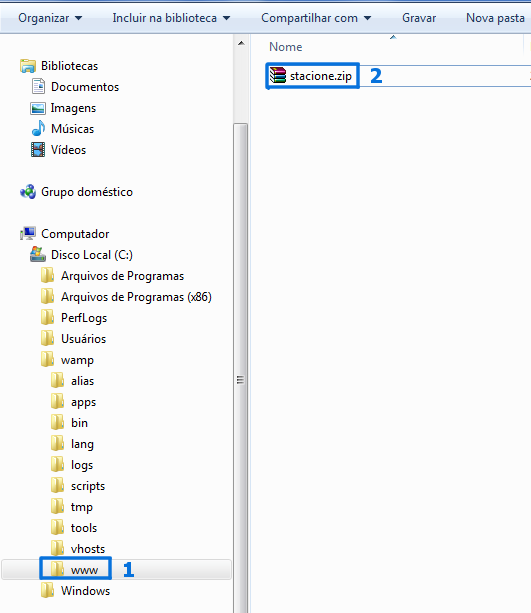 Organizar Incluir na biblioteca Compartilhar com Gravar Nova pasta
Nome
stacione.zip 2
Bibliotecas
Documentos
Imagens
Músicas
Vídeos
Grupo doméstico
Computador
Disco Local (C:)
Arquivos de Programas
Arquivos de Programas (x86)
PerfLogs
Usuários
wamp
alias
apps
bin
lang
logs
scripts
tmp
tools
vhosts
www 1
Windows